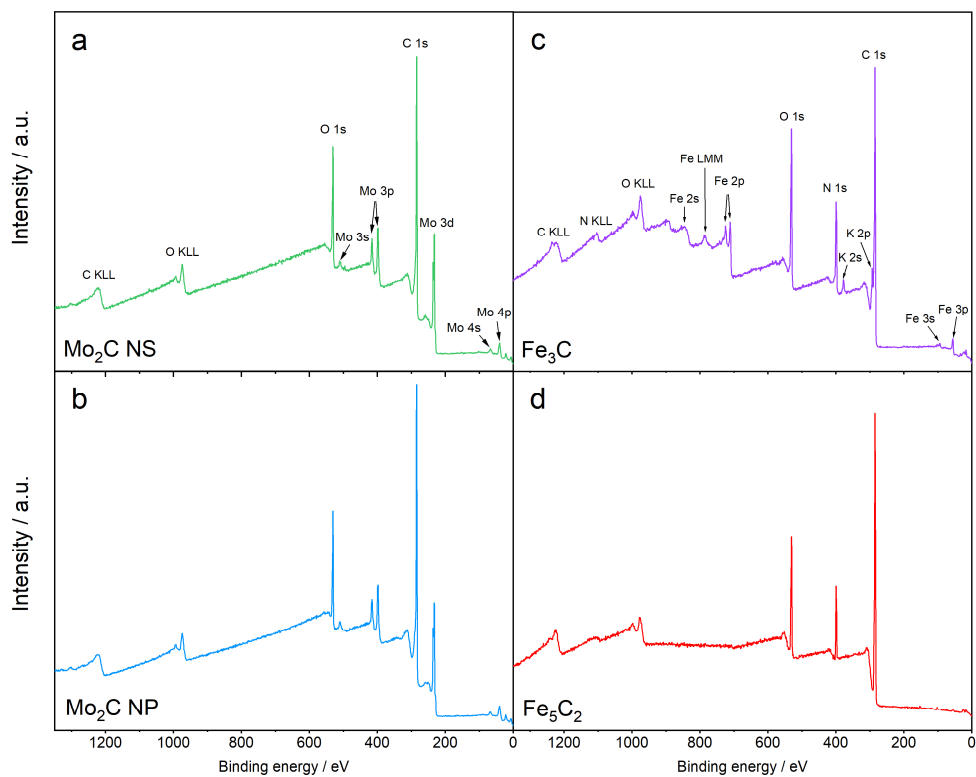 a
C 1s
O 1s
Mo 3p
Mo 3s
Mo 3d
O KLL
C KLL
Mo 4s
Mo 4p
Mo₂C NS
Intensity / a.u.
c
C 1s
O 1s
Fe LMM
Fe 2p
O KLL
Fe 2s
N 1s
N KLL
C KLL
K 2p
K 2s
Fe 3s
Fe 3p
Fe₃C
b
Mo₂C NP
Intensity / a.u.
1200 1000 800 600 400 200 0
Binding energy / eV
d
Fe₅C₂
1200 1000 800 600 400 200 0
Binding energy / eV